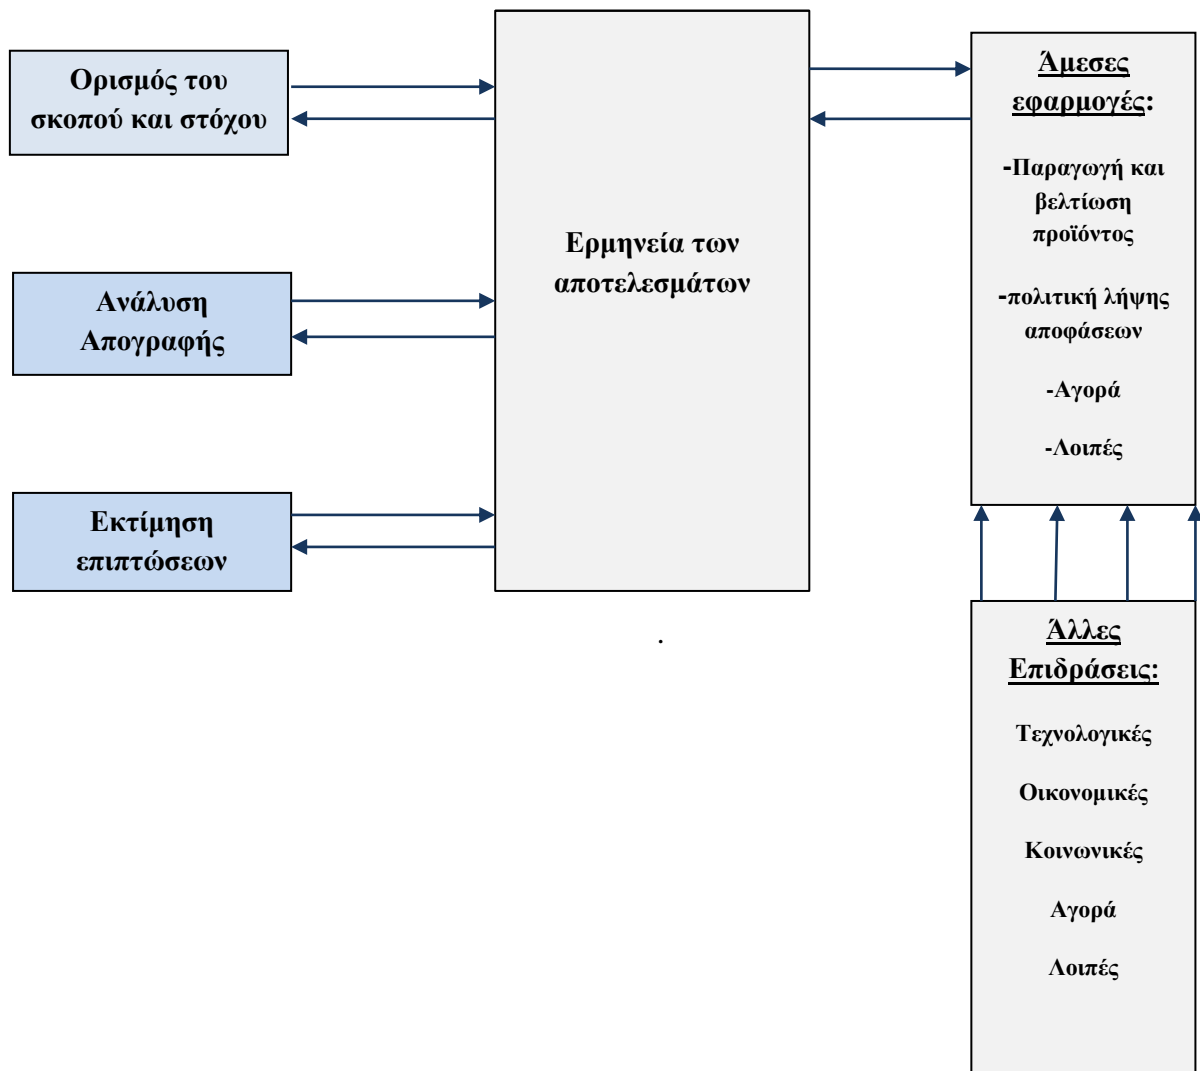 Ορισμός του
σκοπού και στόχου
Ανάλυση
Απογραφής
Εκτίμηση
επιπτώσεων
Ερμηνεία των
αποτελεσμάτων
.
Άμεσες
εφαρμογές:
-Παραγωγή και
βελτίωση
προϊόντος
-πολιτική λήψης
αποφάσεων
-Αγορά
-Λοιπές
Άλλες
Επιδράσεις:
Τεχνολογικές
Οικονομικές
Κοινωνικές
Αγορά
Λοιπές